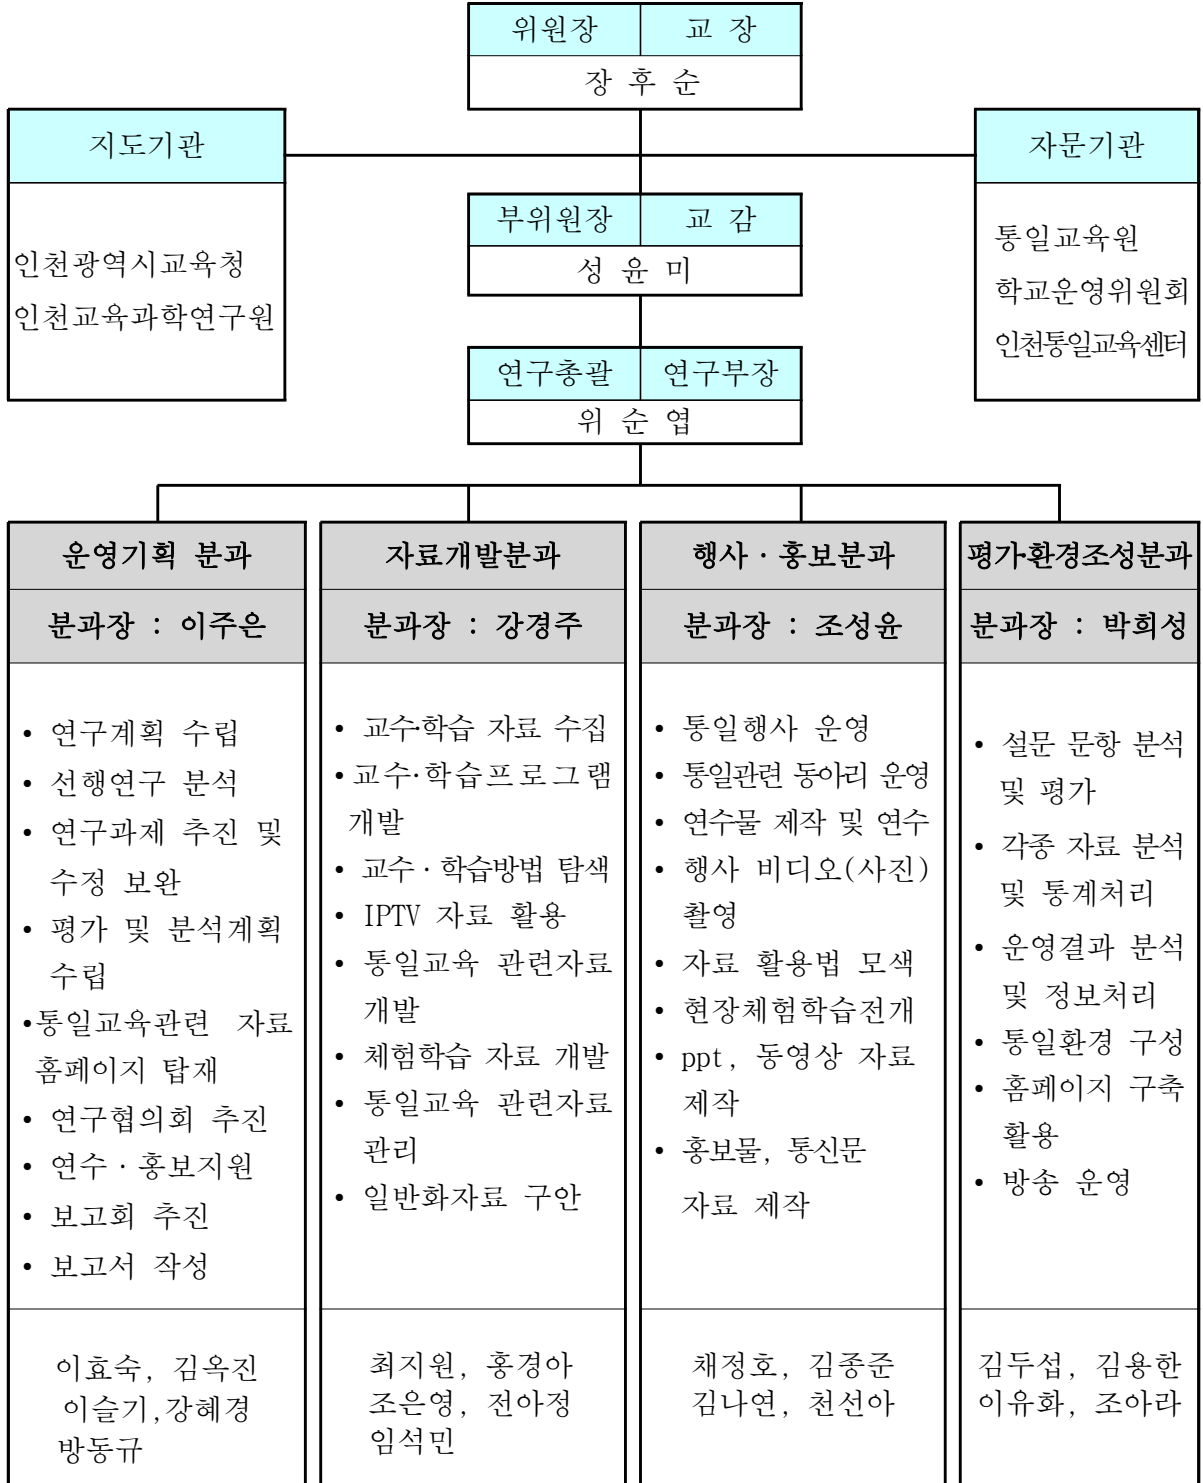 위원장 교 장
장 후 순
지도기관
인천광역시교육청
인천교육과학연구원
자문기관
통일교육원
학교운영위원회
인천통일교육센터
부위원장 교 감
성 윤 미
연구총괄 연구부장
위 순 엽
운영기획 분과
분과장 : 이주은
• 연구계획 수립
• 선행연구 분석
• 연구과제 추진 및
수정 보완
• 평가 및 분석계획
수립
•통일교육관련 자료
홈페이지 탑재
• 연구협의회 추진
• 연수‧홍보지원
• 보고회 추진
• 보고서 작성
이효숙, 김옥진
이슬기,강혜경
방동규
자료개발분과
분과장 : 강경주
• 교수‧학습 자료 수집
•교수‧학습프로그램
개발
• 교수‧학습방법 탐색
• IPTV 자료 활용
• 통일교육 관련자료
개발
• 체험학습 자료 개발
• 통일교육 관련자료
관리
• 일반화자료 구안
최지원, 홍경아
조은영, 전아정
임석민
행사‧홍보분과
분과장 : 조성윤
• 통일행사 운영
• 통일관련 동아리 운영
• 연수물 제작 및 연수
• 행사 비디오(사진)
촬영
• 자료 활용법 모색
• 현장체험학습전개
• ppt, 동영상 자료
제작
• 홍보물, 통신문
자료 제작
채정호, 김종준
김나연, 천선아
평가‧환경조성분과
분과장 : 박희성
• 설문 문항 분석
및 평가
• 각종 자료 분석
및 통계처리
• 운영결과 분석
및 정보처리
• 통일환경 구성
• 홈페이지 구축
활용
• 방송 운영
김두섭, 김용한
이유화, 조아라